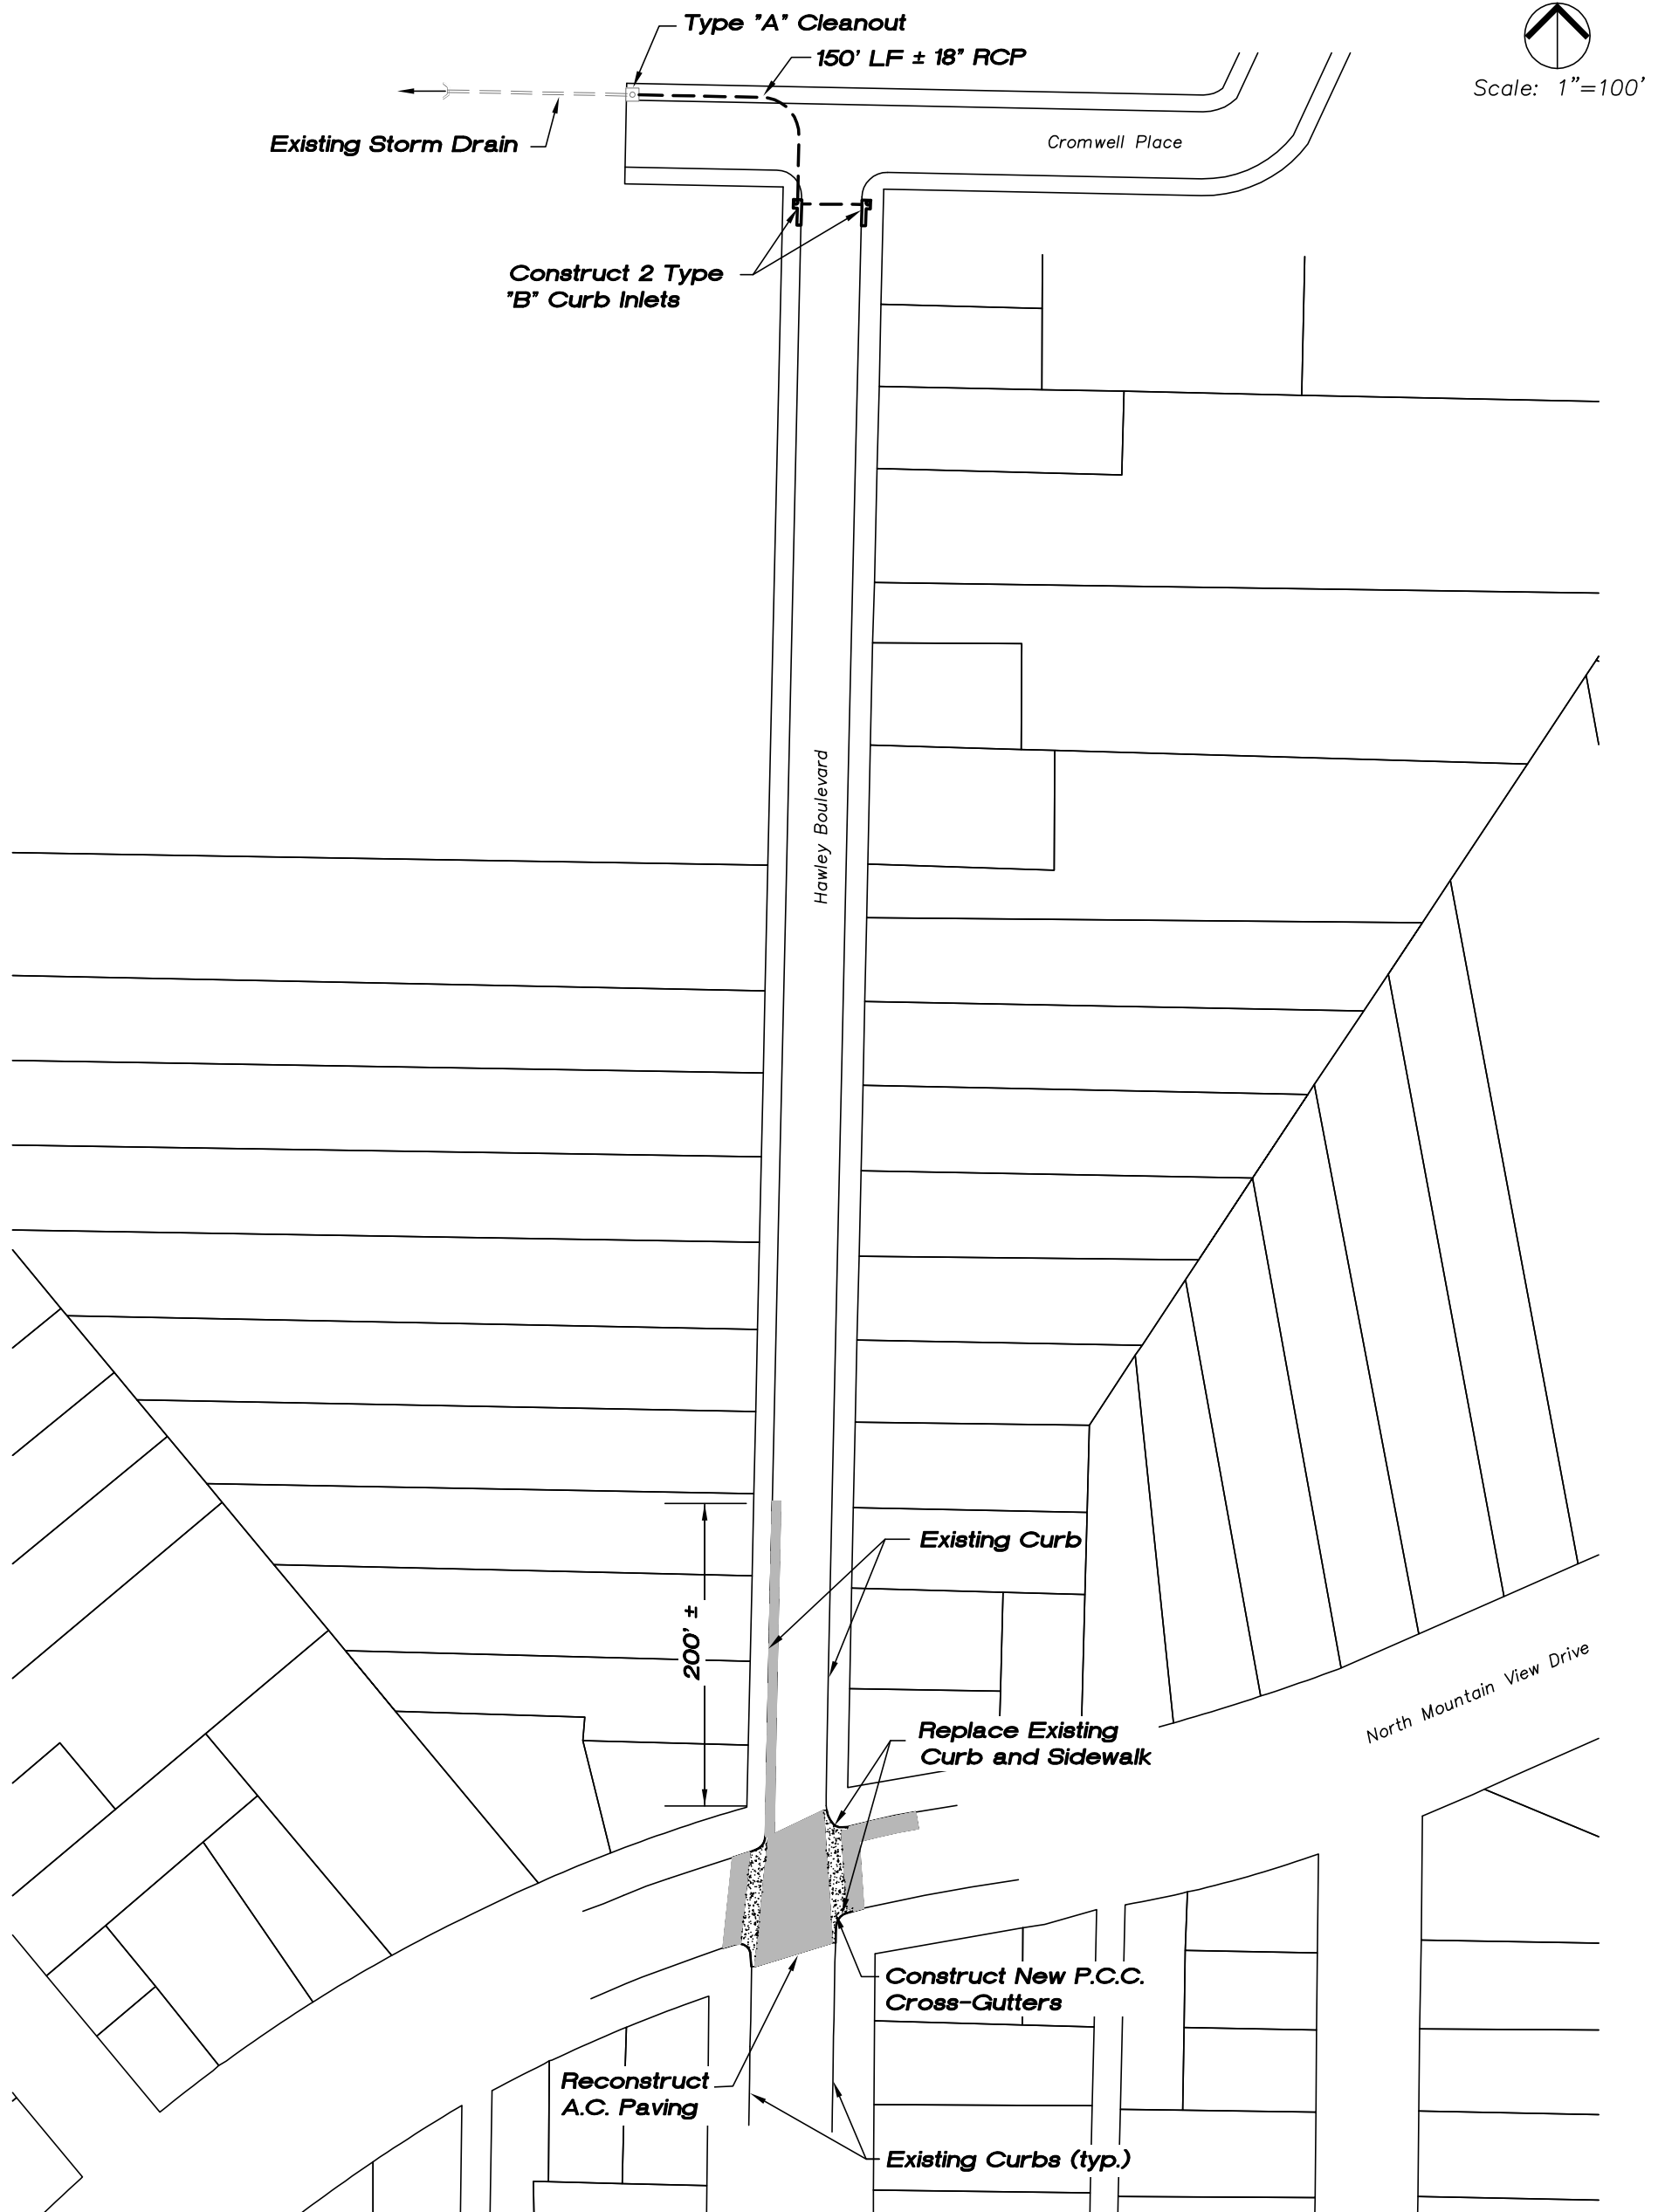 Type "A" Cleanout
150' LF ± 18" RCP
Scale: 1"=100'
Existing Storm Drain
Cromwell Place
Construct 2 Type
"B" Curb Inlets
Hawley Boulevard
Existing Curb
200' ±
North Mountain View Drive
Replace Existing
Curb and Sidewalk
Construct New P.C.C.
Cross-Gutters
Reconstruct
A.C. Paving
Existing Curbs (typ.)